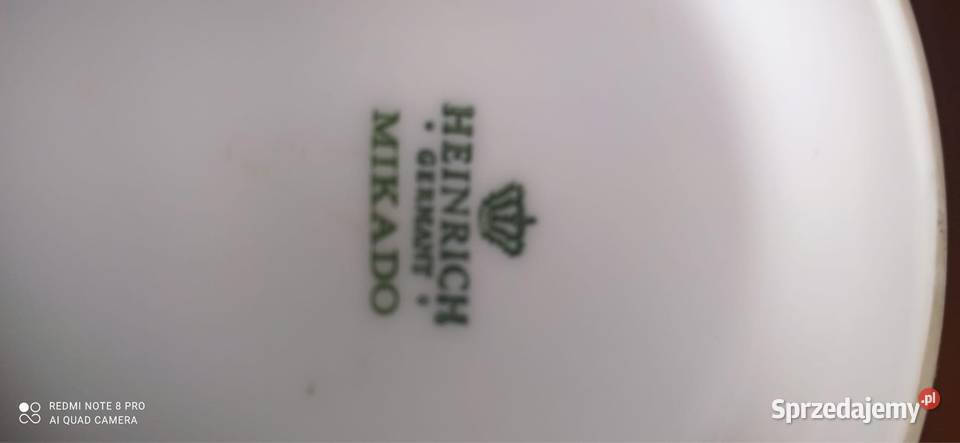 HEINRICH
• GERMANY •
MIKADO
REDMI NOTE 8 PRO
AI QUAD CAMERA
Sprzedajemy.pl